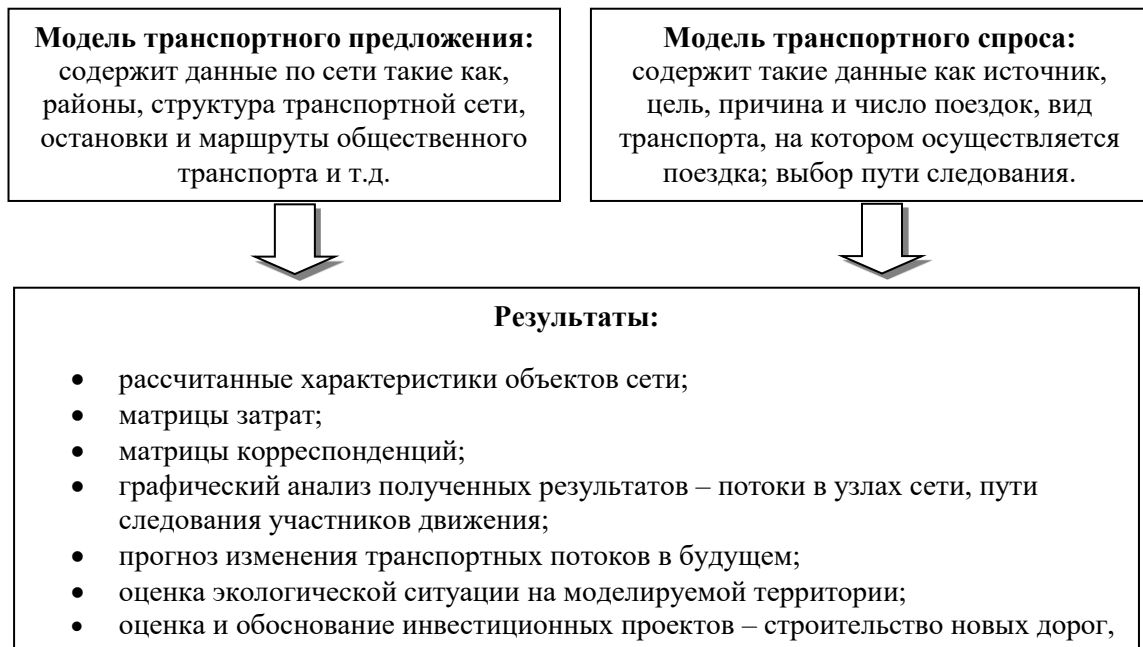 Модель транспортного предложения:
содержит данные по сети такие как,
районы, структура транспортной сети,
остановки и маршруты общественного
транспорта и т.д.
Модель транспортного спроса:
содержит такие данные как источник,
цель, причина и число поездок, вид
транспорта, на котором осуществляется
поездка; выбор пути следования.
Результаты:
• рассчитанные характеристики объектов сети;
• матрицы затрат;
• матрицы корреспонденций;
• графический анализ полученных результатов – потоки в узлах сети, пути
следования участников движения;
• прогноз изменения транспортных потоков в будущем;
• оценка экологической ситуации на моделируемой территории;
• оценка и обоснование инвестиционных проектов – строительство новых дорог,